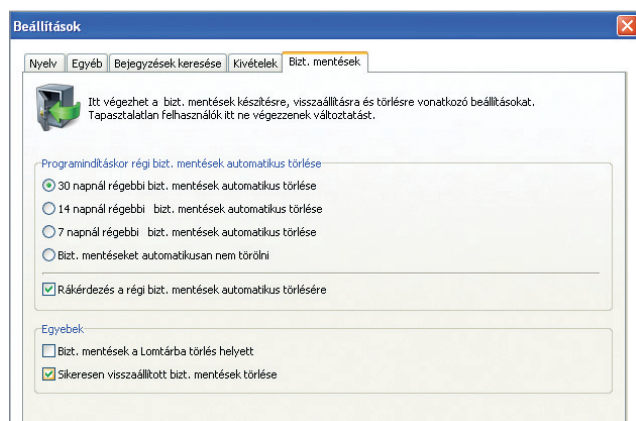 Beállítások
Nyelv Egyéb Bejegyzések keresése Kivételek Bizt. mentések
Itt végezhet a bizt. mentések készítésre, visszaállításra és törlésre vonatkozó beállításokat.
Tapasztalatlan felhasználók itt ne végezzenek változtatást.
Programindításkor régi bizt. mentések automatikus törlése
30 napnál régebbi bizt. mentések automatikus törlése
14 napnál régebbi bizt. mentések automatikus törlése
7 napnál régebbi bizt. mentések automatikus törlése
Bizt. mentéseket automatikusan nem törölni
Rákérdezés a régi bizt. mentések automatikus törlésére
Egyebek
Bizt. mentések a Lomtárba törlés helyett
Sikeresen visszaállított bizt. mentések törlése